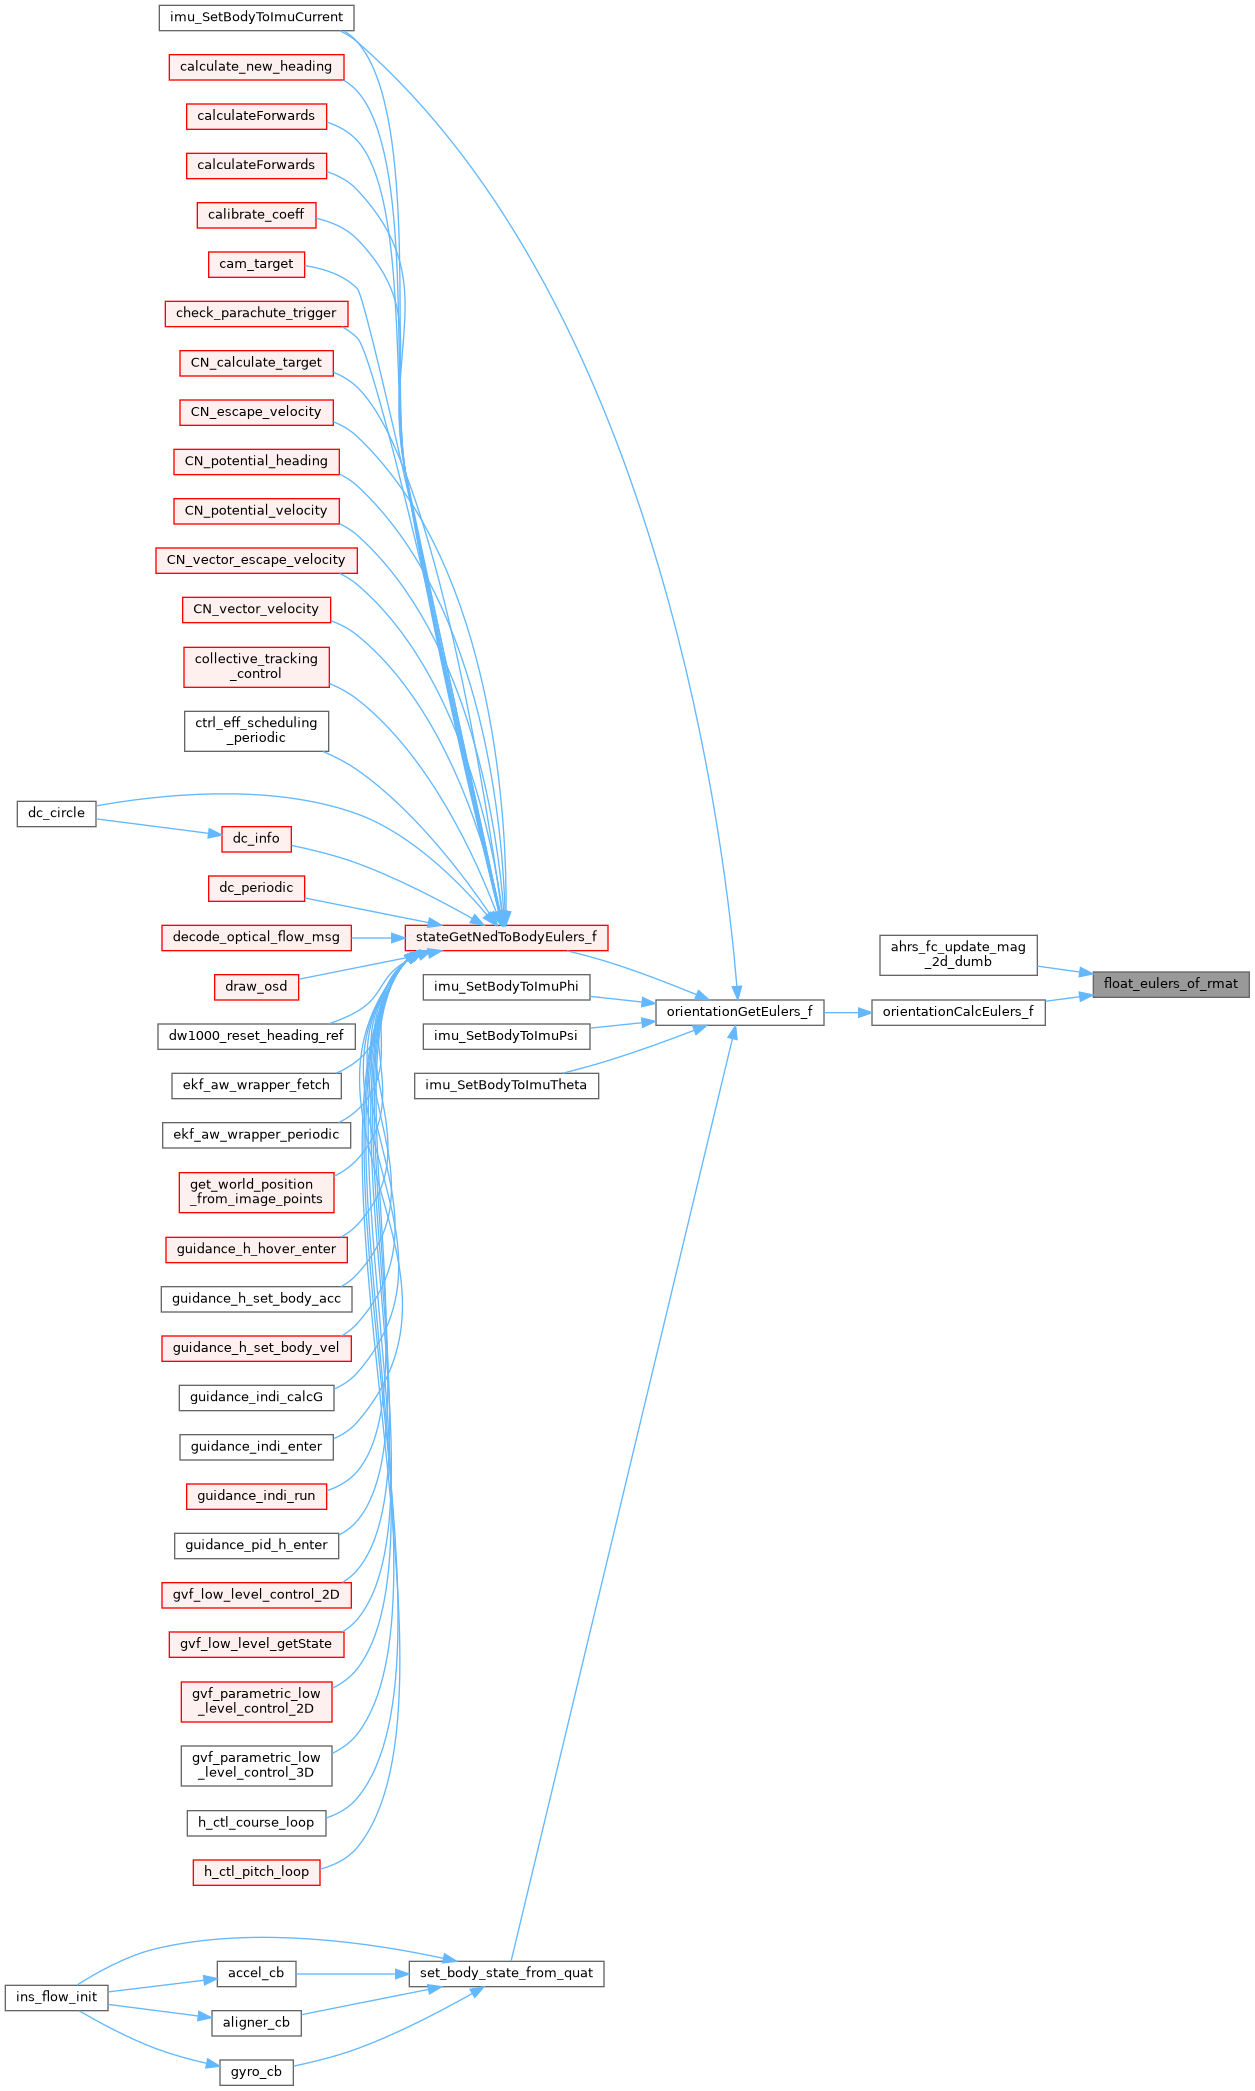 imu_SetBodyToImuCurrent
calculate_new_heading
calculateForwards
calculateForwards
calibrate_coeff
cam_target
check_parachute_trigger
CN_calculate_target
CN_escape_velocity
CN_potential_heading
CN_potential_velocity
CN_vector_escape_velocity
CN_vector_velocity
collective_tracking
_control
ctrl_eff_scheduling
_periodic
dc_circle
dc_info
dc_periodic
decode_optical_flow_msg
stateGetNedToBodyEulers_f
ahrs_fc_update_mag
_2d_dumb
float_eulers_of_rmat
draw_osd
imu_SetBodyToImuPhi
orientationGetEulers_f
orientationCalcEulers_f
dw1000_reset_heading_ref
imu_SetBodyToImuPsi
ekf_aw_wrapper_fetch
imu_SetBodyToImuTheta
ekf_aw_wrapper_periodic
get_world_position
_from_image_points
guidance_h_hover_enter
guidance_h_set_body_acc
guidance_h_set_body_vel
guidance_indi_calcG
guidance_indi_enter
guidance_indi_run
guidance_pid_h_enter
gvf_low_level_control_2D
gvf_low_level_getState
gvf_parametric_low
_level_control_2D
gvf_parametric_low
_level_control_3D
h_ctl_course_loop
h_ctl_pitch_loop
accel_cb
set_body_state_from_quat
ins_flow_init
aligner_cb
gyro_cb